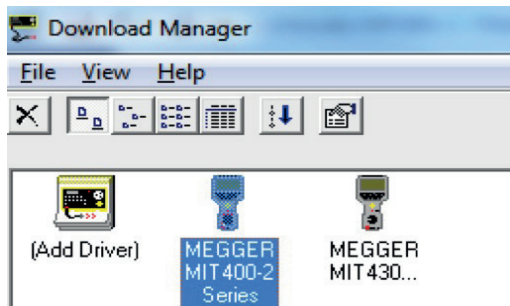 Download Manager
File View Help
(Add Driver)
MEGGER
MIT400-2
Series
MEGGER
MIT430...